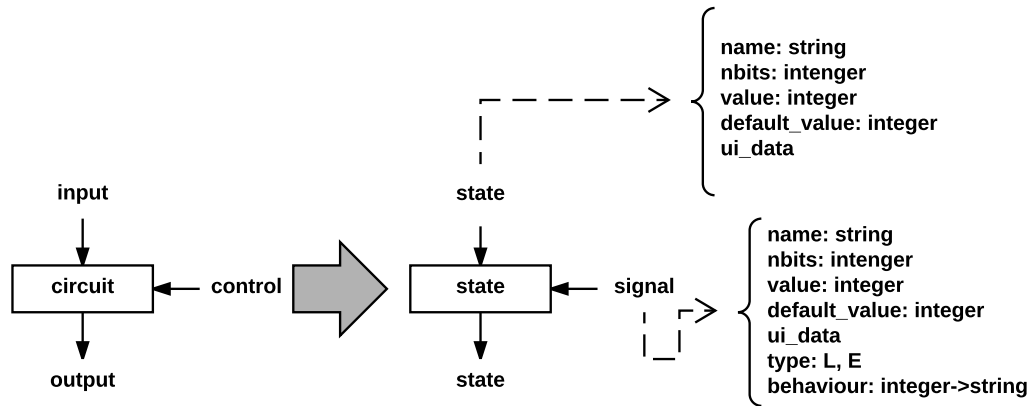 name: string
nbits: intenger
value: integer
default_value: integer
ui_data
input
state
circuit
control
state
signal
output
state
name: string
nbits: intenger
value: integer
default_value: integer
ui_data
type: L, E
behaviour: integer->string